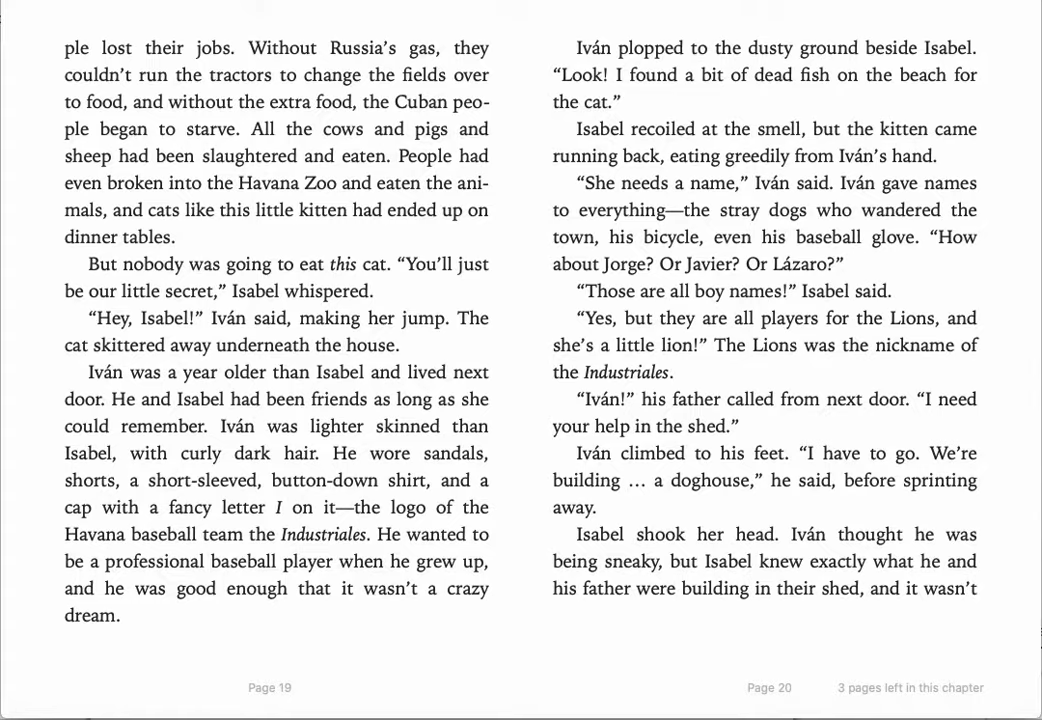 ple lost their jobs. Without Russia’s gas, they
couldn’t run the tractors to change the fields over
to food, and without the extra food, the Cuban peo-
ple began to starve. All the cows and pigs and
sheep had been slaughtered and eaten. People had
even broken into the Havana Zoo and eaten the ani-
mals, and cats like this little kitten had ended up on
dinner tables.
But nobody was going to eat this cat. “You’ll just
be our little secret,” Isabel whispered.
“Hey, Isabel!” Iván said, making her jump. The
cat skittered away underneath the house.
Iván was a year older than Isabel and lived next
door. He and Isabel had been friends as long as she
could remember. Iván was lighter skinned than
Isabel, with curly dark hair. He wore sandals,
shorts, a short-sleeved, button-down shirt, and a
cap with a fancy letter I on it—the logo of the
Havana baseball team the Industriales. He wanted to
be a professional baseball player when he grew up,
and he was good enough that it wasn’t a crazy
dream.
Page 19
Iván plopped to the dusty ground beside Isabel.
“Look! I found a bit of dead fish on the beach for
the cat.”
Isabel recoiled at the smell, but the kitten came
running back, eating greedily from Iván’s hand.
“She needs a name,” Iván said. Iván gave names
to everything—the stray dogs who wandered the
town, his bicycle, even his baseball glove. “How
about Jorge? Or Javier? Or Lázaro?”
“Those are all boy names!” Isabel said.
“Yes, but they are all players for the Lions, and
she’s a little lion!” The Lions was the nickname of
the Industriales.
“Iván!” his father called from next door. “I need
your help in the shed.”
Iván climbed to his feet. “I have to go. We’re
building … a doghouse,” he said, before sprinting
away.
Isabel shook her head. Iván thought he was
being sneaky, but Isabel knew exactly what he and
his father were building in their shed, and it wasn’t
Page 20
3 pages left in this chapter